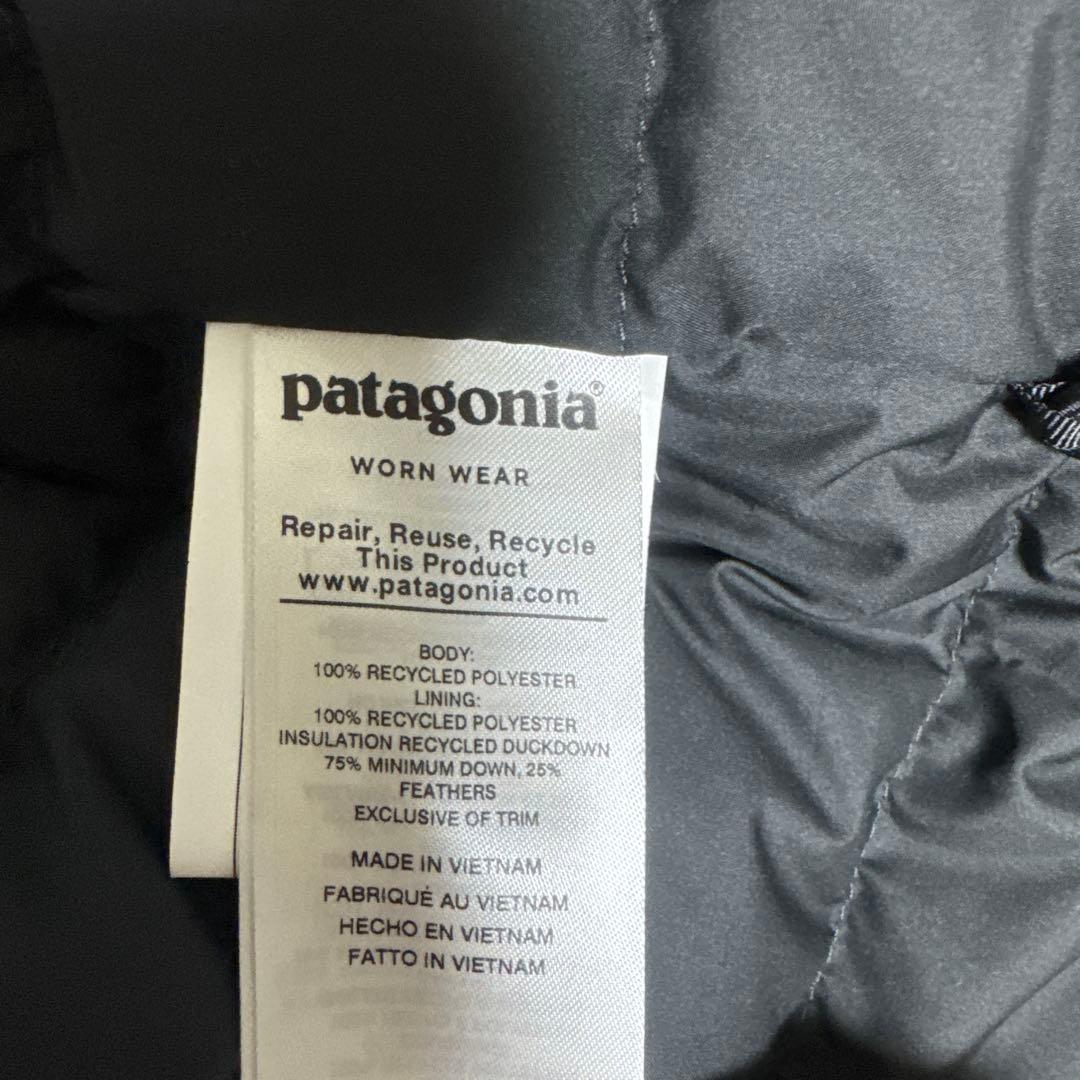 patagonia®
WORN WEAR
Repair, Reuse, Recycle
This Product
www.patagonia.com
BODY:
100% RECYCLED POLYESTER
LINING:
100% RECYCLED POLYESTER
INSULATION RECYCLED DUCKDOWN
75% MINIMUM DOWN, 25%
FEATHERS
EXCLUSIVE OF TRIM
MADE IN VIETNAM
FABRIQUÉ AU VIETNAM
HECHO EN VIETNAM
FATTO IN VIETNAM